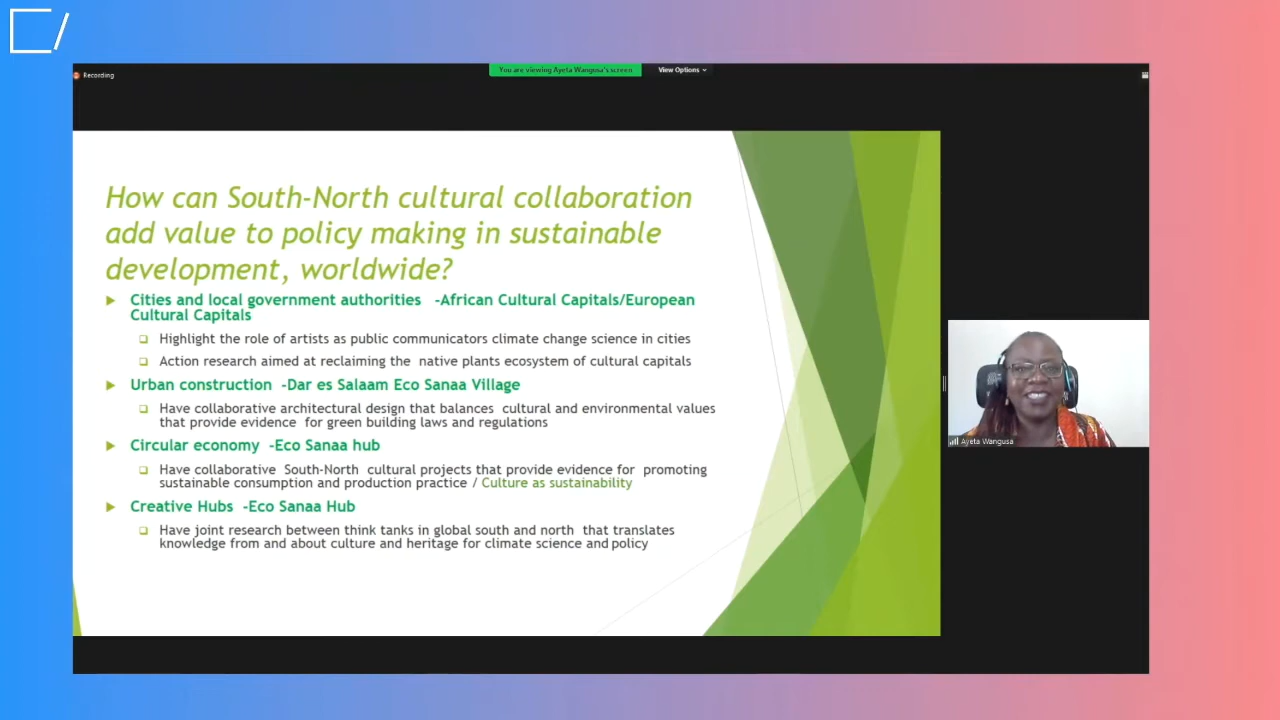 Recording
You are viewing Ayeta Wangusa's screen
View Options
How can South-North cultural collaboration
add value to policy making in sustainable
development, worldwide?
Cities and local government authorities -African Cultural Capitals/European
Cultural Capitals
Highlight the role of artists as public communicators climate change science in cities
Action research aimed at reclaiming the native plants ecosystem of cultural capitals
Urban construction -Dar es Salaam Eco Sanaa Village
Have collaborative architectural design that balances cultural and environmental values
that provide evidence for green building laws and regulations
Circular economy -Eco Sanaa hub
Have collaborative South-North cultural projects that provide evidence for promoting
sustainable consumption and production practice / Culture as sustainability
Creative Hubs -Eco Sanaa Hub
Have joint research between think tanks in global south and north that translates
knowledge from and about culture and heritage for climate science and policy
Ayeta Wangusa